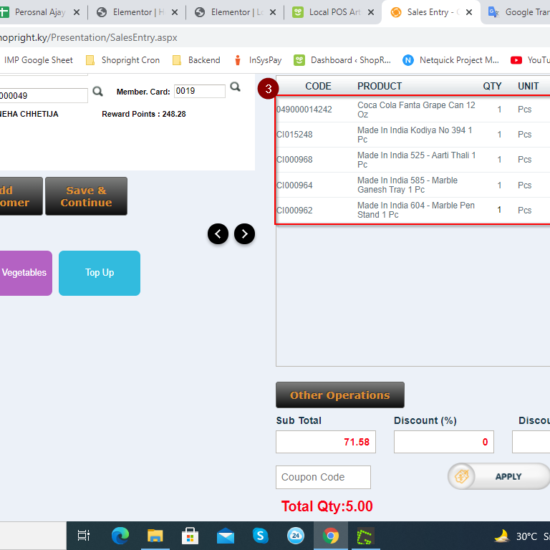 Perosnal Ajay
Elementor | H
Elementor | Lo
Local POS Art
Sales Entry -
Google Tran
hopright.ky/Presentation/SalesEntry.aspx
IMP Google Sheet
Shopright Cron
Backend
InSysPay
Dashboard ‹ ShopR...
Netquick Project M...
YouTu
000049
Member. Card: 0019
NEHA CHHETIJA
Reward Points : 248.28
3
CODE PRODUCT QTY UNIT
049000014242 Coca Cola Fanta Grape Can 12 Oz 1 Pcs
CI015248 Made In India Kodiya No 394 1 Pc 1 Pcs
CI000968 Made In India 525 - Aarti Thali 1 Pc 1 Pcs
CI000964 Made In India 585 - Marble Ganesh Tray 1 Pc 1 Pcs
CI000962 Made In India 604 - Marble Pen Stand 1 Pc 1 Pcs
dd
omer
Save &
Continue
Vegetables
Top Up
Other Operations
Sub Total
Discount (%)
Discou
71.58
0
Coupon Code
APPLY
Total Qty:5.00
24
30°C S